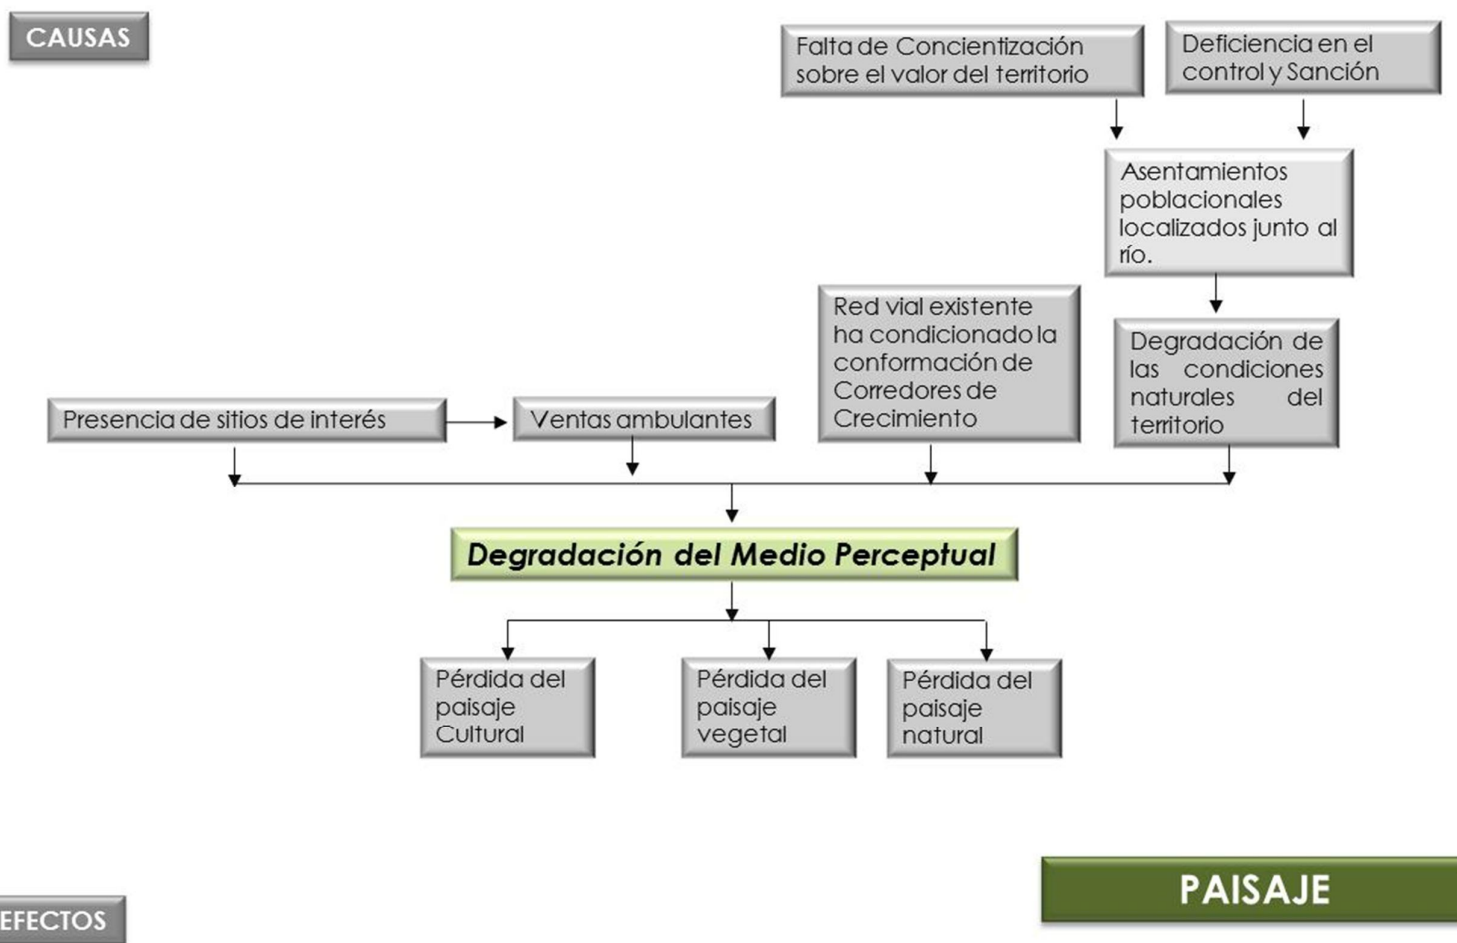 CAUSAS
Falta de Concientización
sobre el valor del territorio
Deficiencia en el
control y Sanción
Asentamientos
poblacionales
localizados junto al
río.
Red vial existente
ha condicionado la
conformación de
Corredores de
Crecimiento
Degradación de
las condiciones
naturales del
territorio
Presencia de sitios de interés
Ventas ambulantes
Degradación del Medio Perceptual
Pérdida del
paisaje
Cultural
Pérdida del
paisaje
vegetal
Pérdida del
paisaje
natural
PAISAJE
EFECTOS